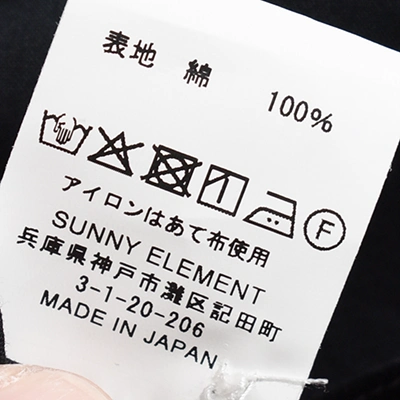 表地 綿 100%
F
アイロンはあて布使用
SUNNY ELEMENT
兵庫県神戸市灘区記田町
3-1-20-206
MADE IN JAPAN